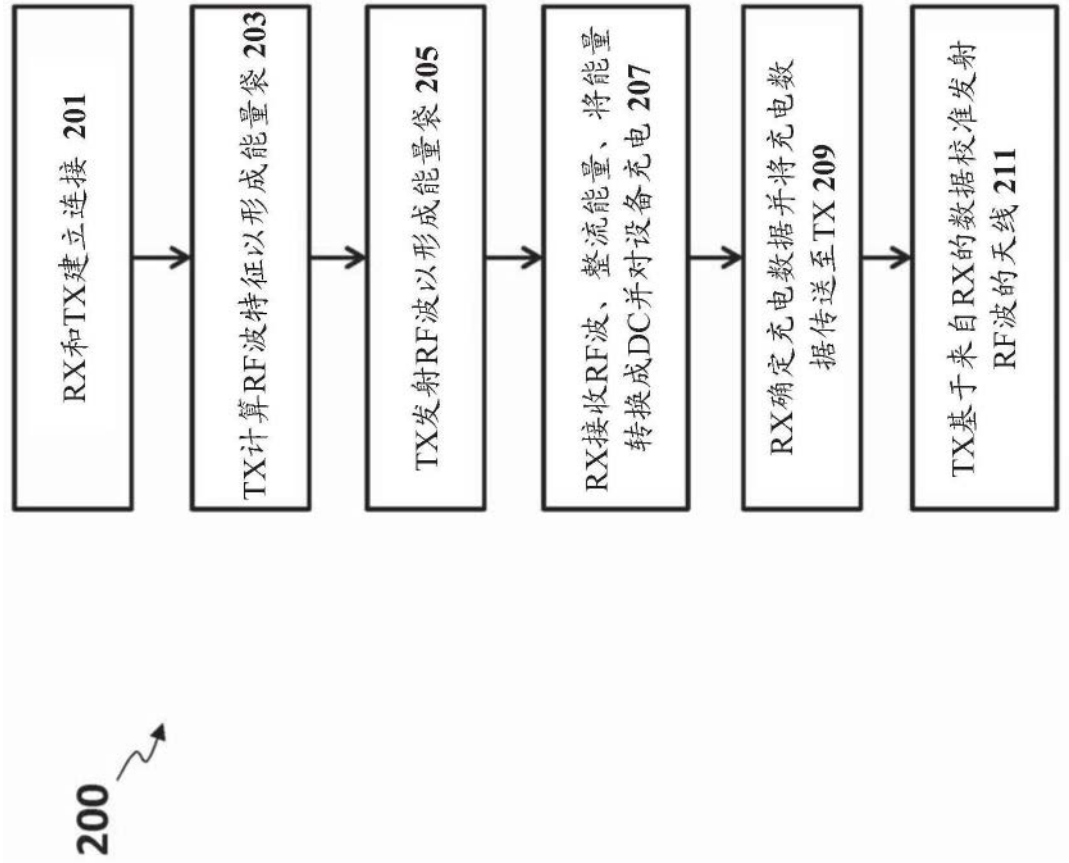 200
RX和TX建立连接 201
TX计算RF波特征以形成能量袋 203
TX发射RF波以形成能量袋 205
RX接收RF波、整流能量、将能量
转换成DC并对设备充电 207
RX确定充电数据并将充电数
据传送至TX 209
TX基于来自RX的数据校准发射
RF波的天线 211